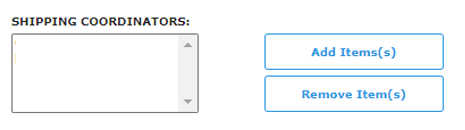 SHIPPING COORDINATORS:
Add Items(s)
Remove Item(s)